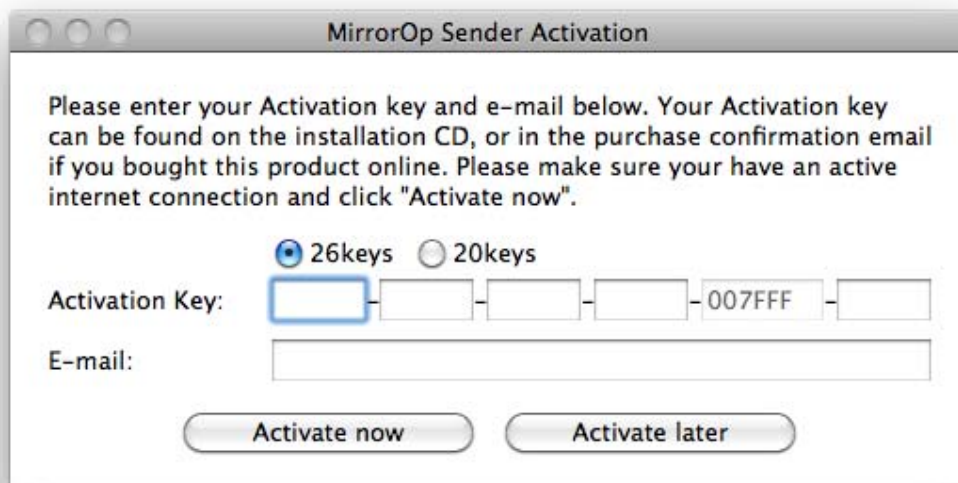 MirrorOp Sender Activation
Please enter your Activation key and e-mail below. Your Activation key
can be found on the installation CD, or in the purchase confirmation email
if you bought this product online. Please make sure your have an active
internet connection and click "Activate now".
26keys 20keys
Activation Key: - - - - 007FFF -
E-mail:
Activate now Activate later